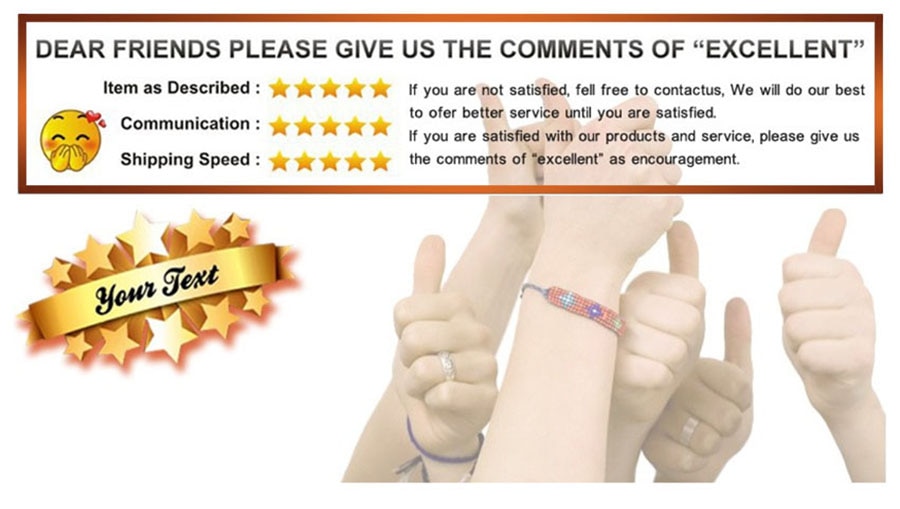 DEAR FRIENDS PLEASE GIVE US THE COMMENTS OF “EXCELLENT”
Item as Described :
Communication :
Shipping Speed :
If you are not satisfied, fell free to contactus, We will do our best
to ofer better service until you are satisfied.
If you are satisfied with our products and service, please give us
the comments of “excellent” as encouragement.
Your Text